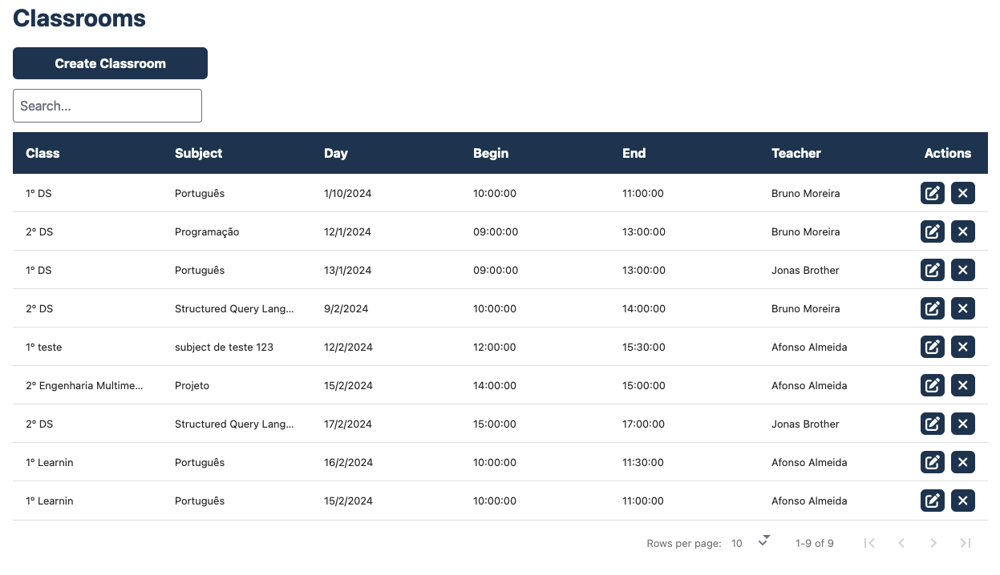 Classrooms
Create Classroom
Search...
Class Subject Day Begin End Teacher Actions
1º DS Português 1/10/2024 10:00:00 11:00:00 Bruno Moreira
2º DS Programação 12/1/2024 09:00:00 13:00:00 Bruno Moreira
1º DS Português 13/1/2024 09:00:00 13:00:00 Jonas Brother
2º DS Structured Query Lang... 9/2/2024 10:00:00 14:00:00 Bruno Moreira
1º teste subject de teste 123 12/2/2024 12:00:00 15:30:00 Afonso Almeida
2º Engenharia Multime... Projeto 15/2/2024 14:00:00 15:00:00 Afonso Almeida
2º DS Structured Query Lang... 17/2/2024 15:00:00 17:00:00 Jonas Brother
1º Learnin Português 16/2/2024 10:00:00 11:30:00 Afonso Almeida
1º Learnin Português 15/2/2024 10:00:00 11:00:00 Afonso Almeida
Rows per page: 10 1-9 of 9